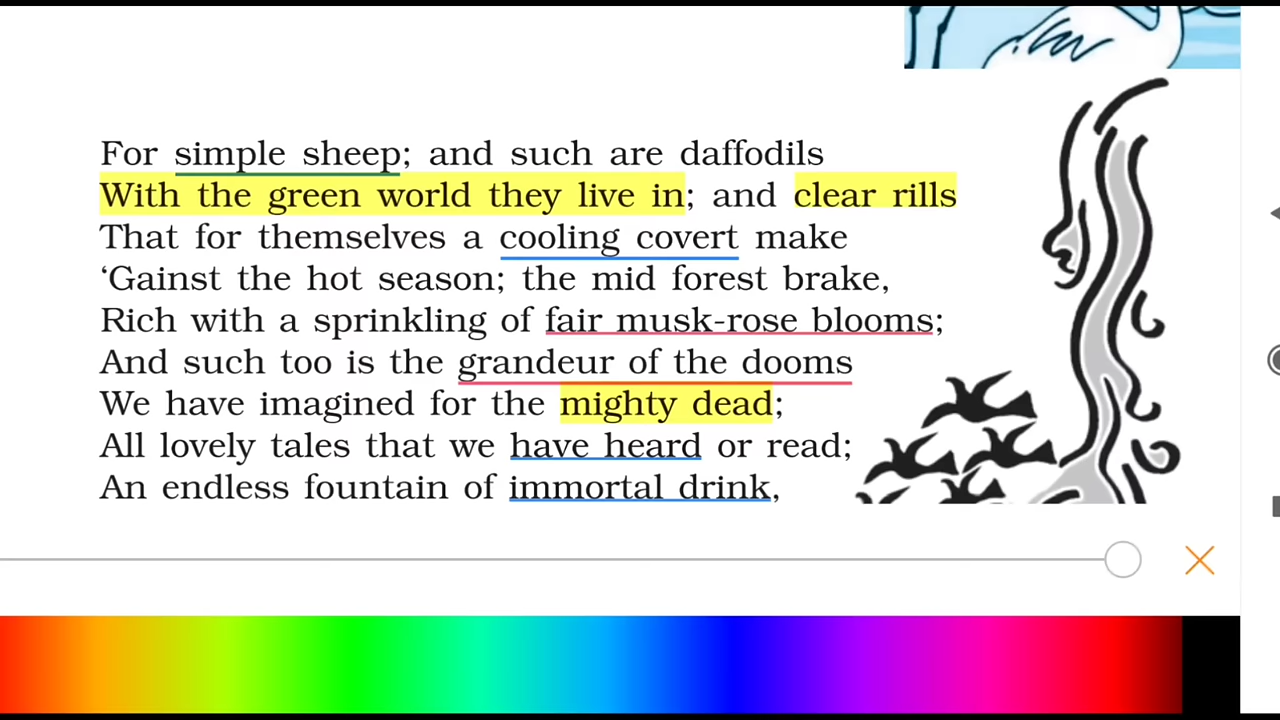 For simple sheep; and such are daffodils
With the green world they live in; and clear rills
That for themselves a cooling covert make
‘Gainst the hot season; the mid forest brake,
Rich with a sprinkling of fair musk-rose blooms;
And such too is the grandeur of the dooms
We have imagined for the mighty dead;
All lovely tales that we have heard or read;
An endless fountain of immortal drink,